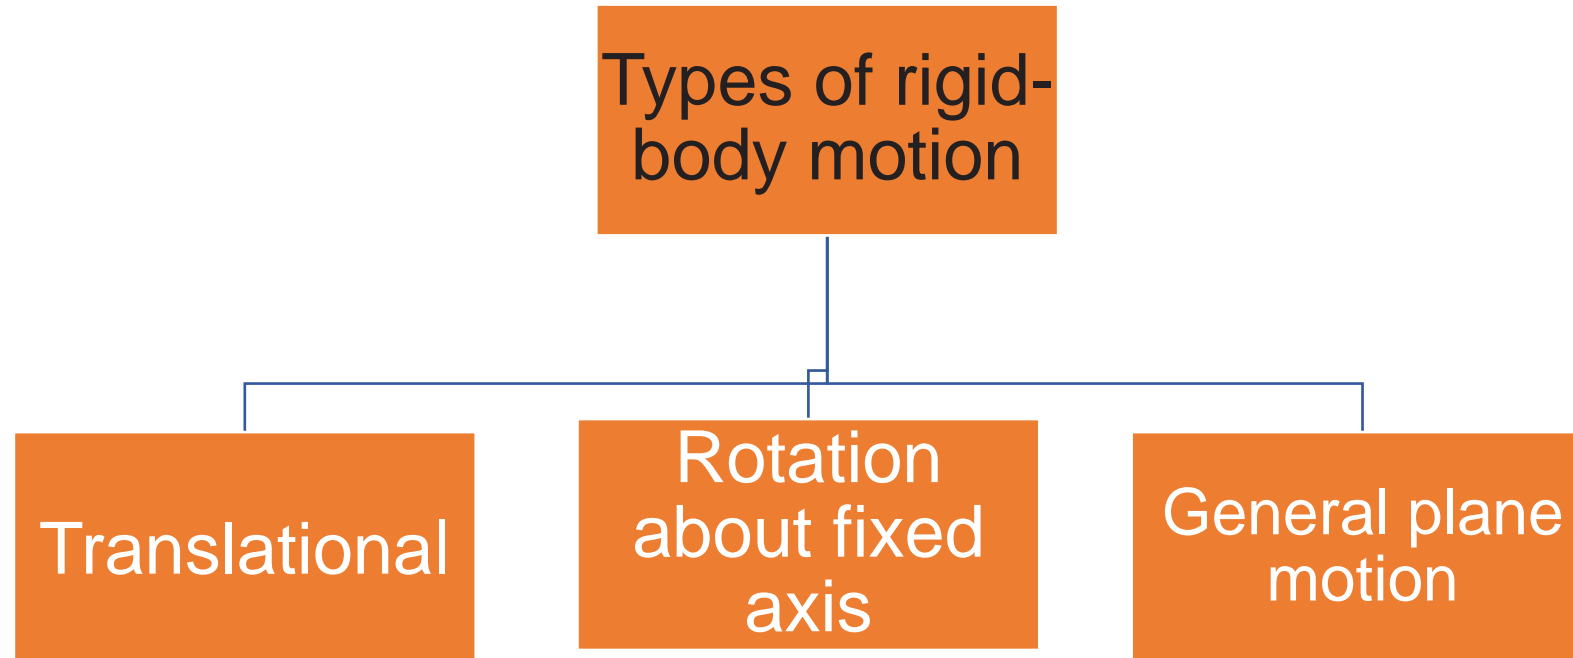 Types of rigid-
body motion
Translational
Rotation
about fixed
axis
General plane
motion